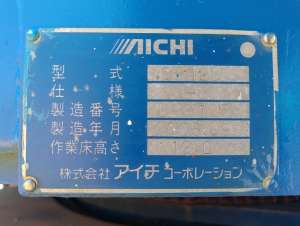 AICHI
型式
仕様
製造番号
製造年月
作業床高さ
株式会社 アイチ コーポレーション